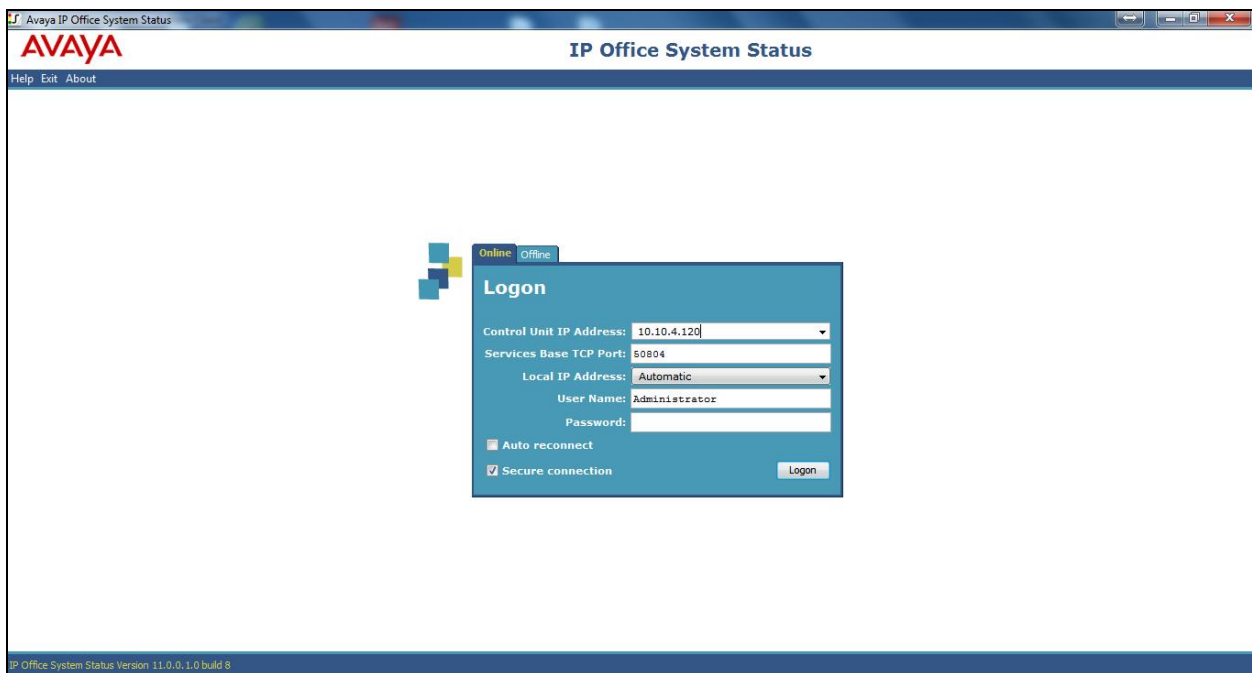 Avaya IP Office System Status
AVAYA
IP Office System Status
Help Exit About
Online Offline
Logon
Control Unit IP Address: 10.10.4.120
Services Base TCP Port: 50804
Local IP Address: Automatic
User Name: Administrator
Password:
Auto reconnect
Secure connection
Logon
IP Office System Status Version 11.0.0.1.0 build 8